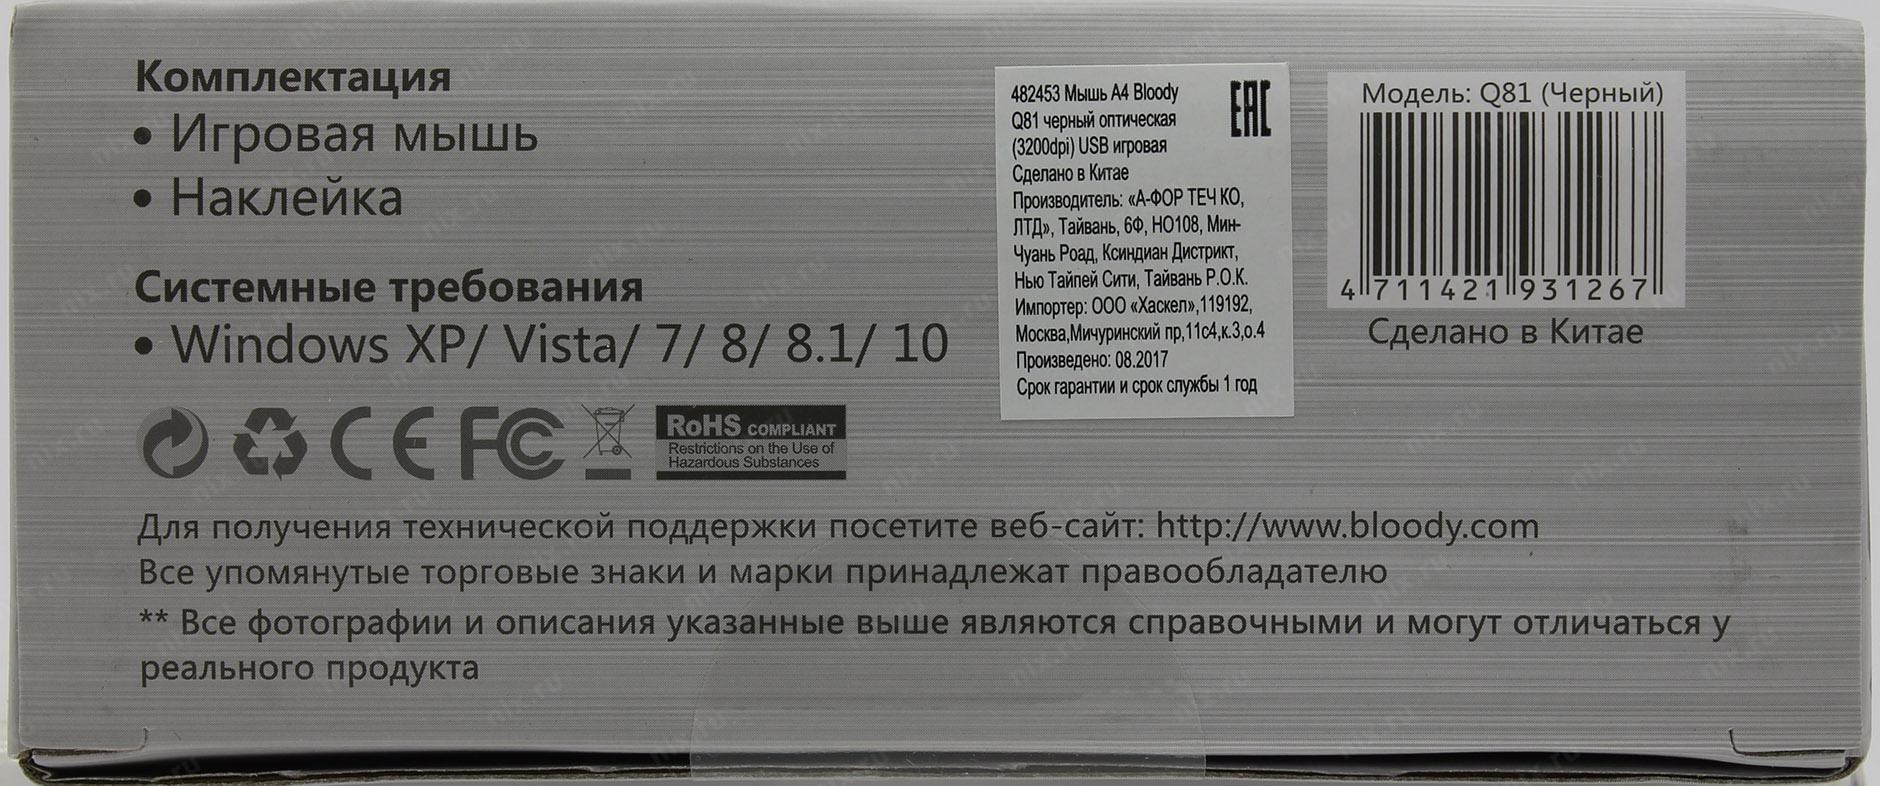 Комплектация
• Игровая мышь
• Наклейка
Системные требования
• Windows XP/ Vista/ 7/ 8/ 8.1/ 10
CE FC
RoHS COMPLIANT
Restrictions on the Use of
Hazardous Substances
482453 Мышь A4 Bloody
Q81 черный оптическая
(3200dpi) USB игровая
Сделано в Китае
Производитель: «А-ФОР ТЕЧ КО,
ЛТД», Тайвань, 6Ф, НО108, Мин-
Чуань Роад, Ксиндиан Дистрикт,
Нью Тайпей Сити, Тайвань Р.О.К.
Импортер: ООО «Хаскел»,119192,
Москва,Мичуринский пр,11с4,к.3,о.4
Произведено: 08.2017
Срок гарантии и срок службы 1 год
EAC
Модель: Q81 (Черный)
4 711421 931267
Сделано в Китае
Для получения технической поддержки посетите веб-сайт: http://www.bloody.com
Все упомянутые торговые знаки и марки принадлежат правообладателю
** Все фотографии и описания указанные выше являются справочными и могут отличаться у
реального продукта
nix.ru